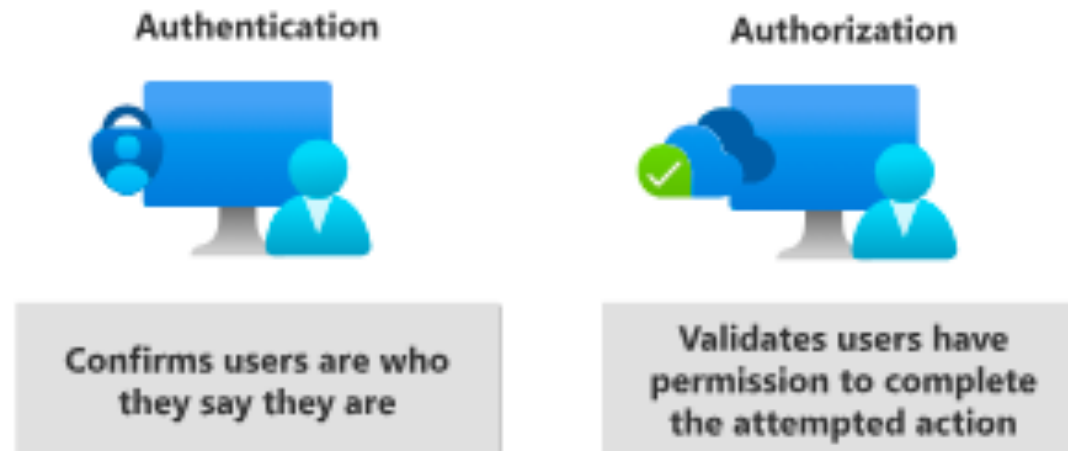 Authentication
Authorization
Confirms users are who
they say they are
Validates users have
permission to complete
the attempted action